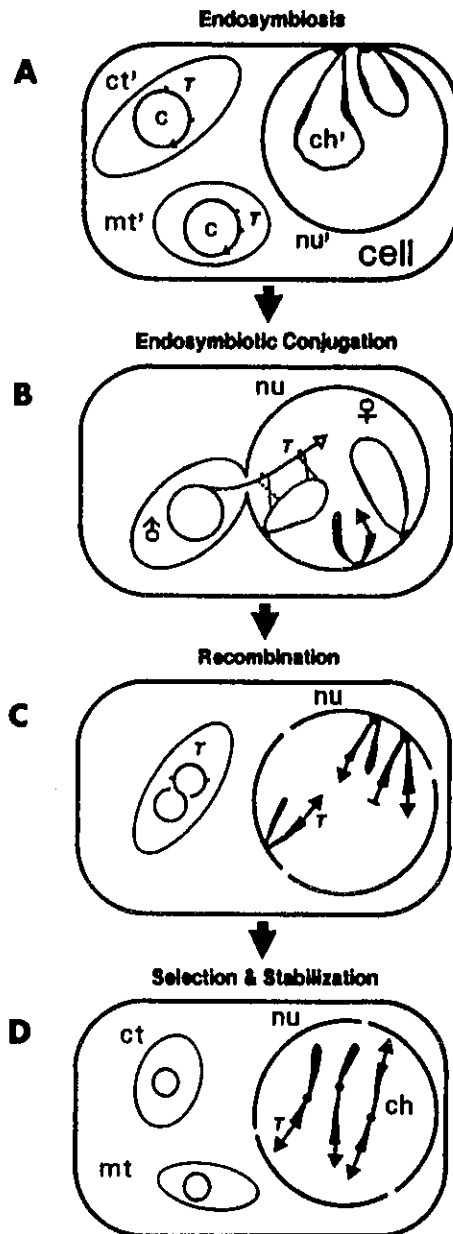 Endosymbiosis
A
ct'
T
c
ch'
mt'
T
c
nu'
cell
Endosymbiotic Conjugation
B
nu
♀
T
♂
Recombination
C
nu
T
T
Selection & Stabilization
D
nu
ct
ch
T
mt